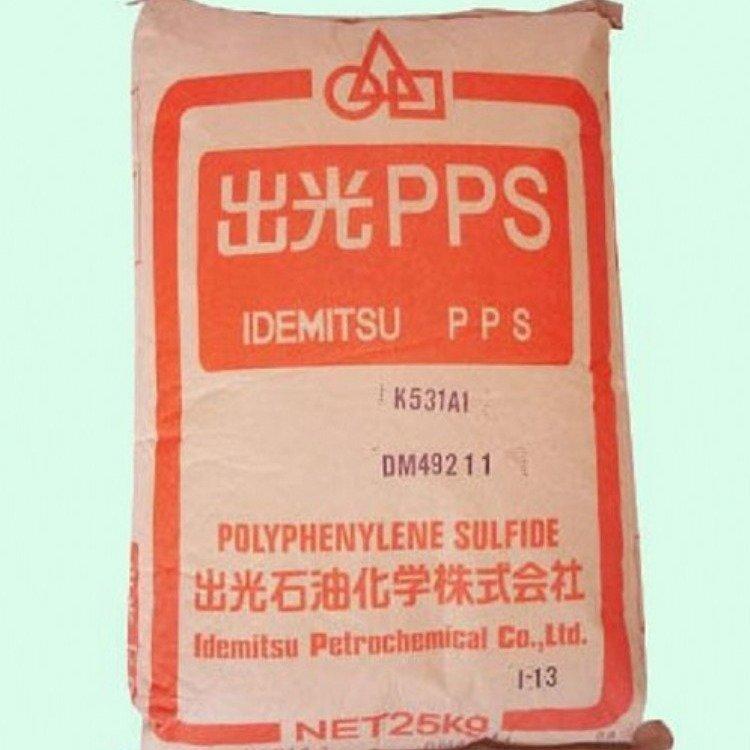 出光PPS
IDEMITSU PPS
K531A1
DM49211
POLYPHENYLENE SULFIDE
出光石油化学株式会社
Idemitsu Petrochemical Co.,Ltd.
I-13
NET25Kg